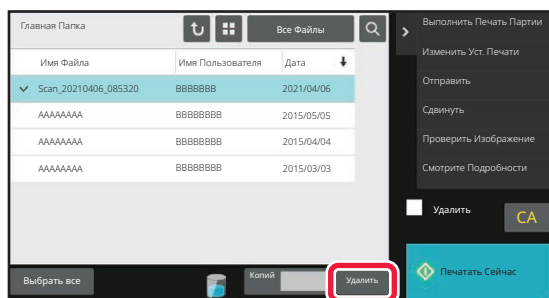 Главная Папка
Все Файлы
Имя Файла Имя Пользователя Дата
Scan_20210406_085320 BBBBBBB 2021/04/06
AAAAAAAA BBBBBBBB 2015/05/05
AAAAAAAA BBBBBBBB 2015/04/04
AAAAAAAA BBBBBBBB 2015/03/03
Выбрать все
Копий
Удалить
Выполнить Печать Партии
Изменить Уст. Печати
Отправить
Сдвинуть
Проверить Изображение
Смотрите Подробности
Удалить
CA
Печатать Сейчас